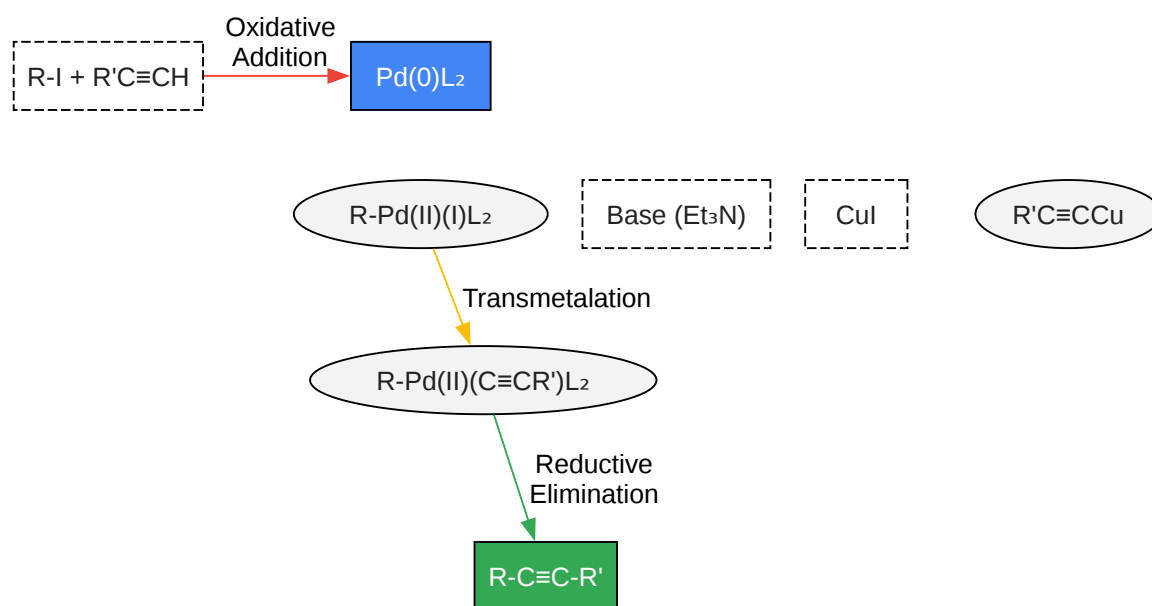 Oxidative
Addition
R-I + R'C≡CH
Pd(0)L₂
R-Pd(II)(I)L₂
Base (Et₃N)
CuI
R'C≡CCu
Transmetalation
R-Pd(II)(C≡CR')L₂
Reductive
Elimination
R-C≡C-R'